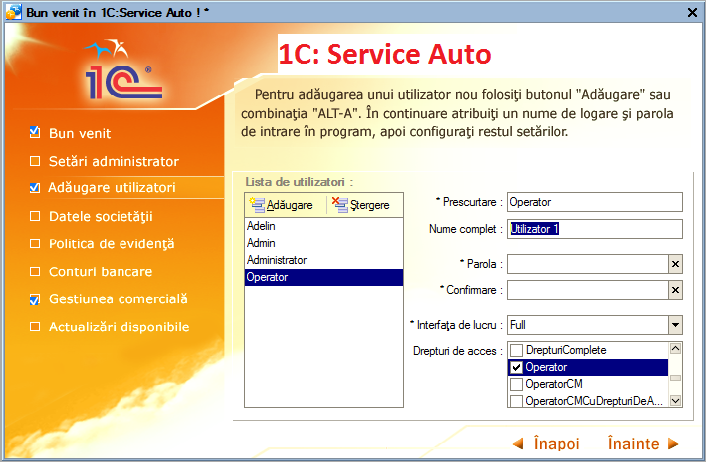 Bun venit în 1C:Service Auto ! *
1C: Service Auto
1C®
Pentru adăugarea unui utilizator nou folosiţi butonul "Adăugare" sau
combinaţia "ALT-A". În continuare atribuiţi un nume de logare şi parola
de intrare în program, apoi configuraţi restul setărilor.
Bun venit
Setări administrator
Adăugare utilizatori
Datele societăţii
Politica de evidenţă
Conturi bancare
Gestiunea comercială
Actualizări disponibile
Lista de utilizatori :
Adăugare Ştergere
Adelin
Admin
Administrator
Operator
* Prescurtare : Operator
Nume complet : Utilizator 1
* Parola :
* Confirmare :
* Interfaţa de lucru : Full
Drepturi de acces :
DrepturiComplete
Operator
OperatorCM
OperatorCMCuDrepturiDeA...
Înapoi Înainte